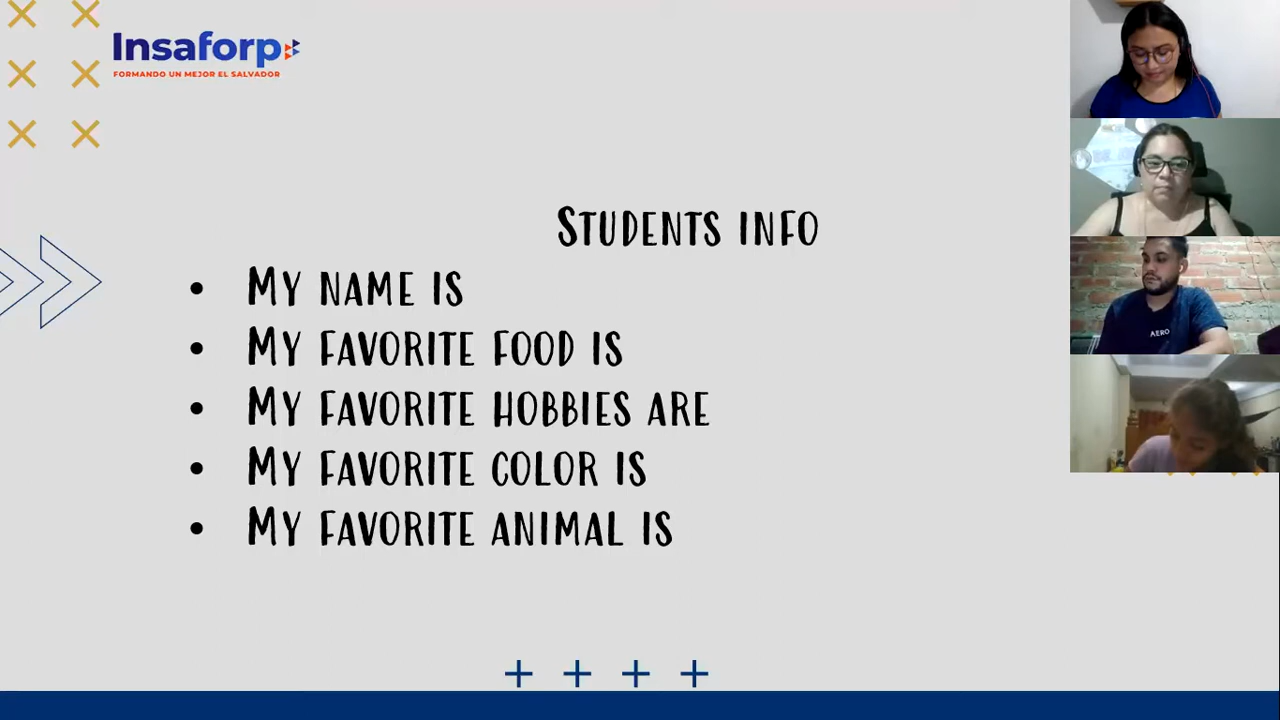 Insaforp
FORMANDO UN MEJOR EL SALVADOR
STUDENTS INFO
• MY NAME IS
• MY FAVORITE FOOD IS
• MY FAVORITE HOBBIES ARE
• MY FAVORITE COLOR IS
• MY FAVORITE ANIMAL IS
AERO